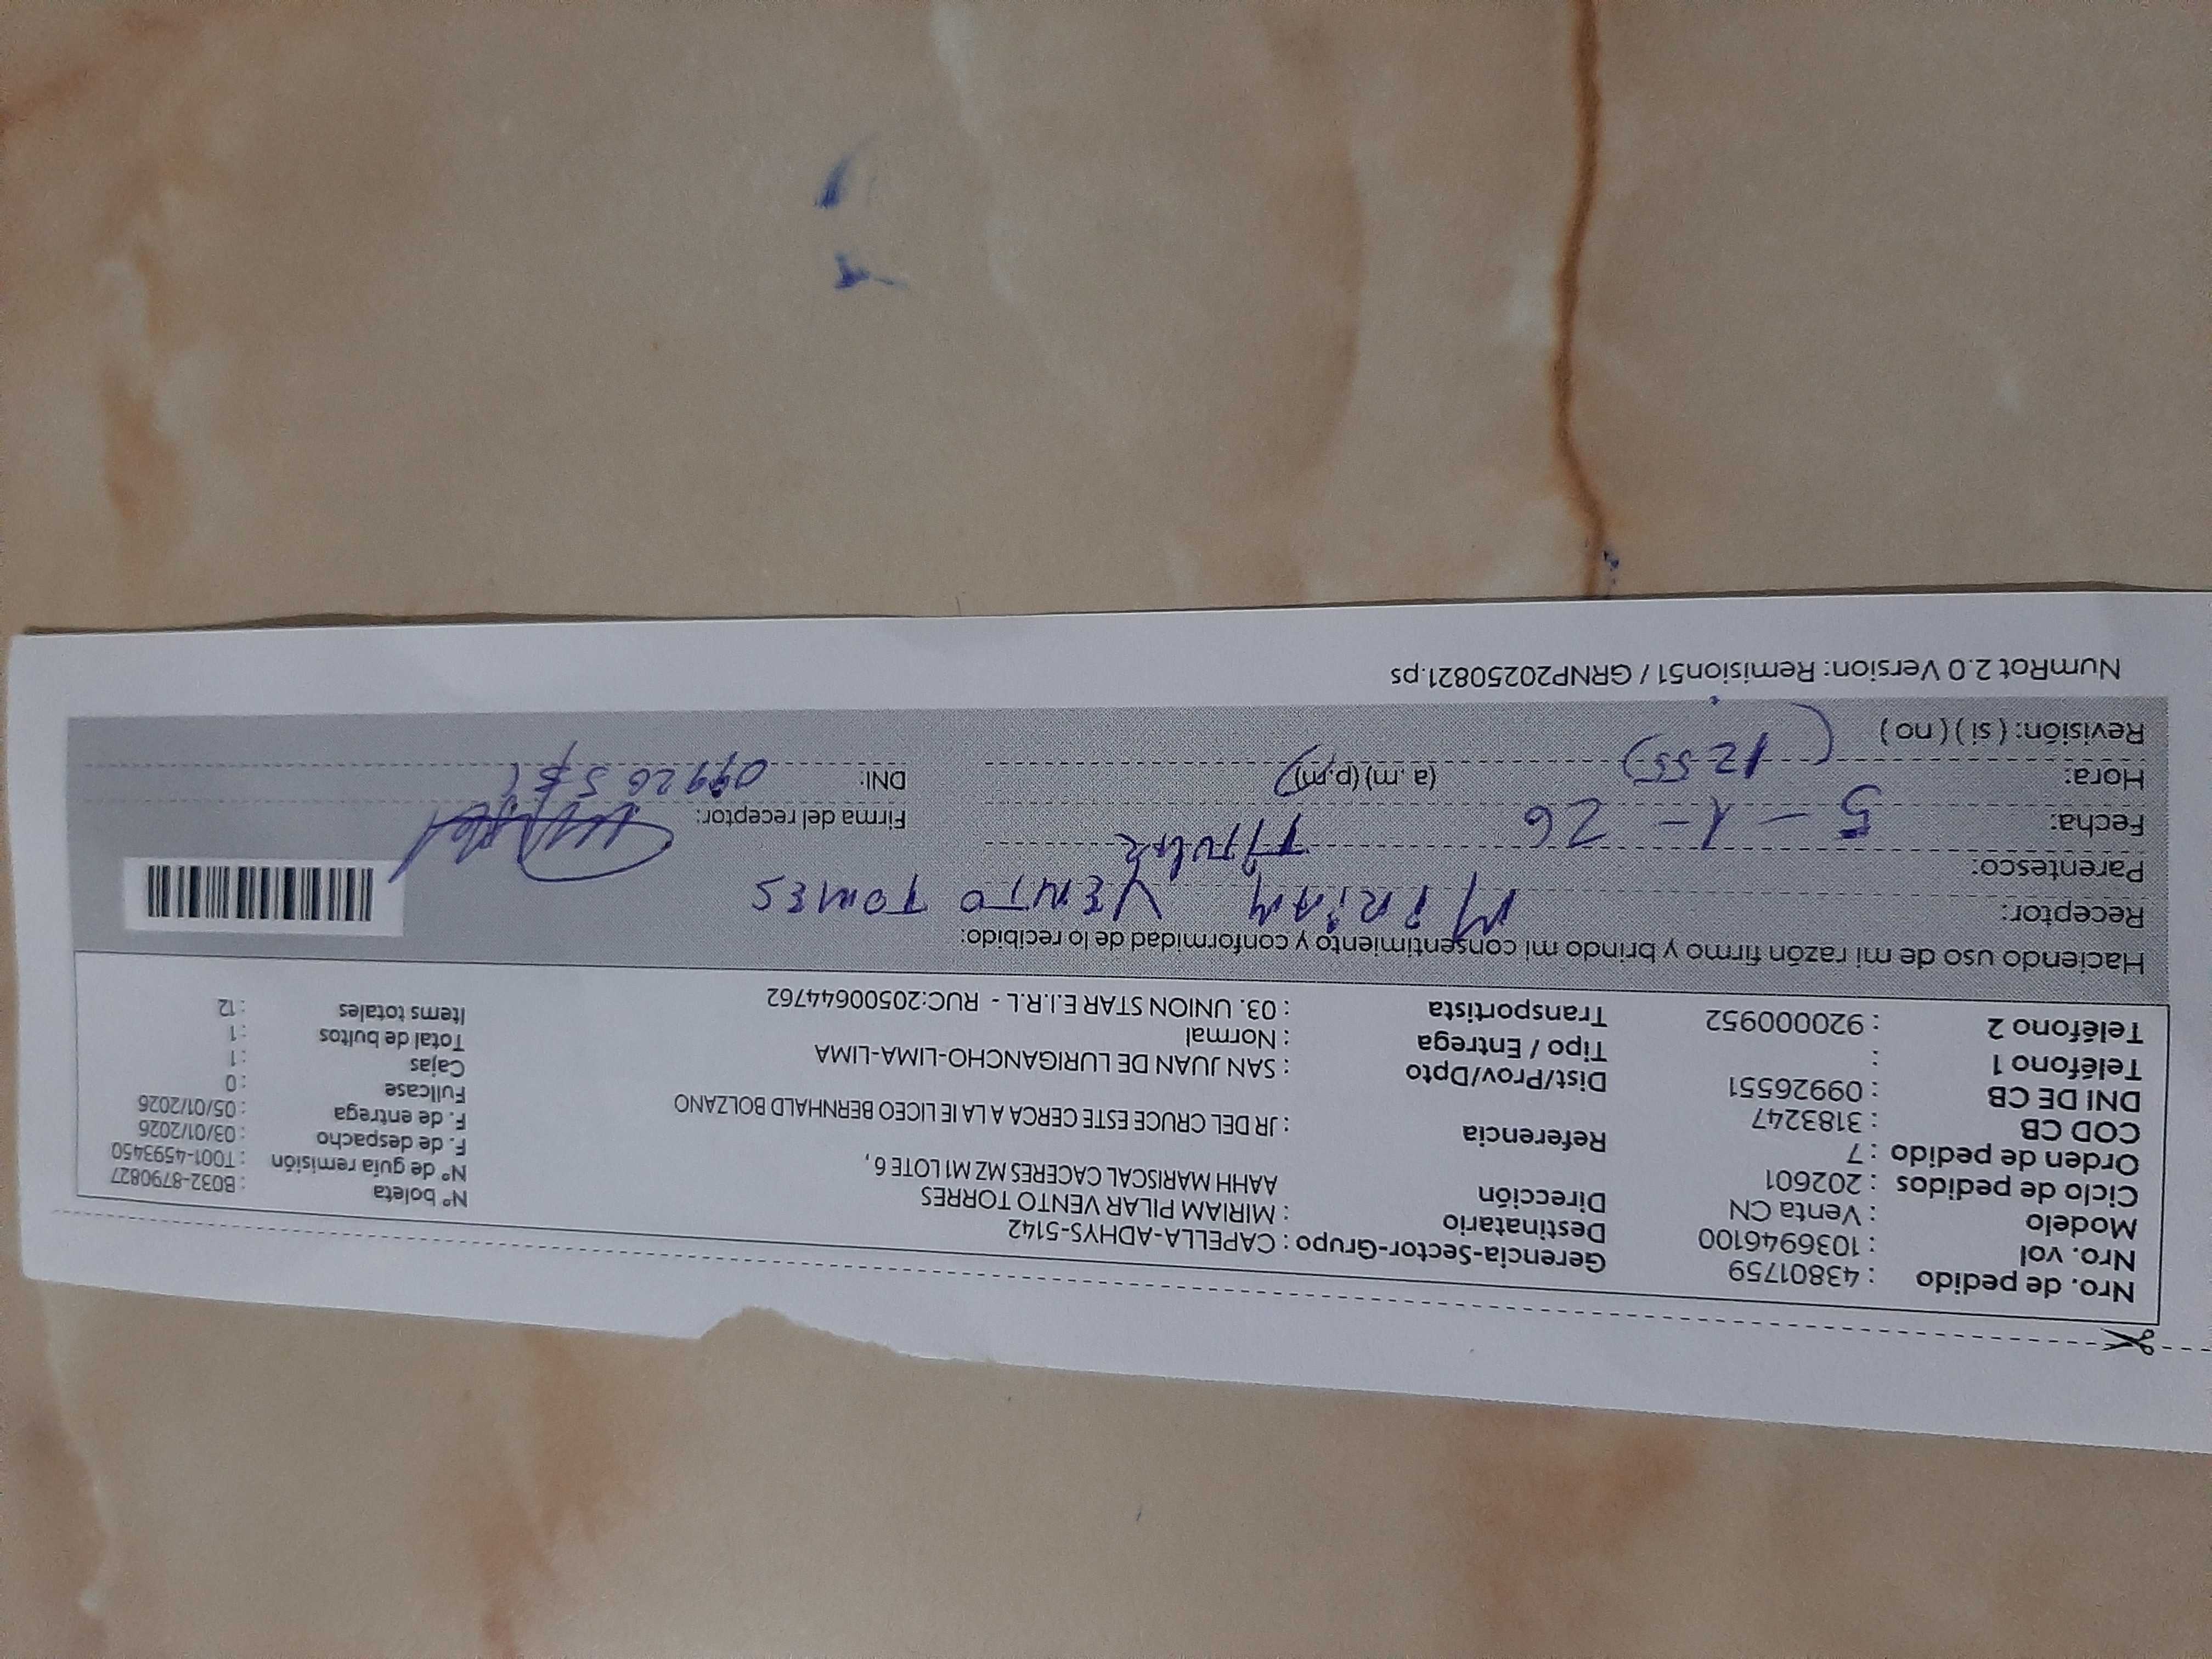 Nro. de pedido : 43801759
Nro. vol : 1036946100
Modelo : Venta CN
Ciclo de pedidos : 202601
Orden de pedido : 7
COD CB : 3183247
DNI DE CB : 09926551
Teléfono 1 :
Teléfono 2 : 920000952
Gerencia-Sector-Grupo : CAPELLA-ADHYS-5142
Destinatario : MIRIAM PILAR VENTO TORRES
Dirección AAHH MARISCAL CACERES MZ M1 LOTE 6 ,
Referencia : JR DEL CRUCE ESTE CERCA A LA IE LICEO BERNHALD BOLZANO
Dist/Prov/Dpto : SAN JUAN DE LURIGANCHO-LIMA-LIMA
Tipo / Entrega : Normal
Transportista : 03. UNION STAR E.I.R.L - RUC:20500644762
Nº boleta : B032-8790827
Nº de guía remisión : T001-4593450
F. de despacho : 03/01/2026
F. de entrega : 05/01/2026
Fullcase : 0
Cajas : 1
Total de bultos : 1
Items totales : 12
Haciendo uso de mi razón firmo y brindo mi consentimiento y conformidad de lo recibido:
Receptor: MIRIAM VENTO TORRES
Parentesco:
Fecha: 5-1-26
Hora: 12 55 (a.m) (p.m)
Revisión: ( si ) ( no )
Firma del receptor:
DNI:
NumRot 2.0 Version: Remision51 / GRNP20250821.ps